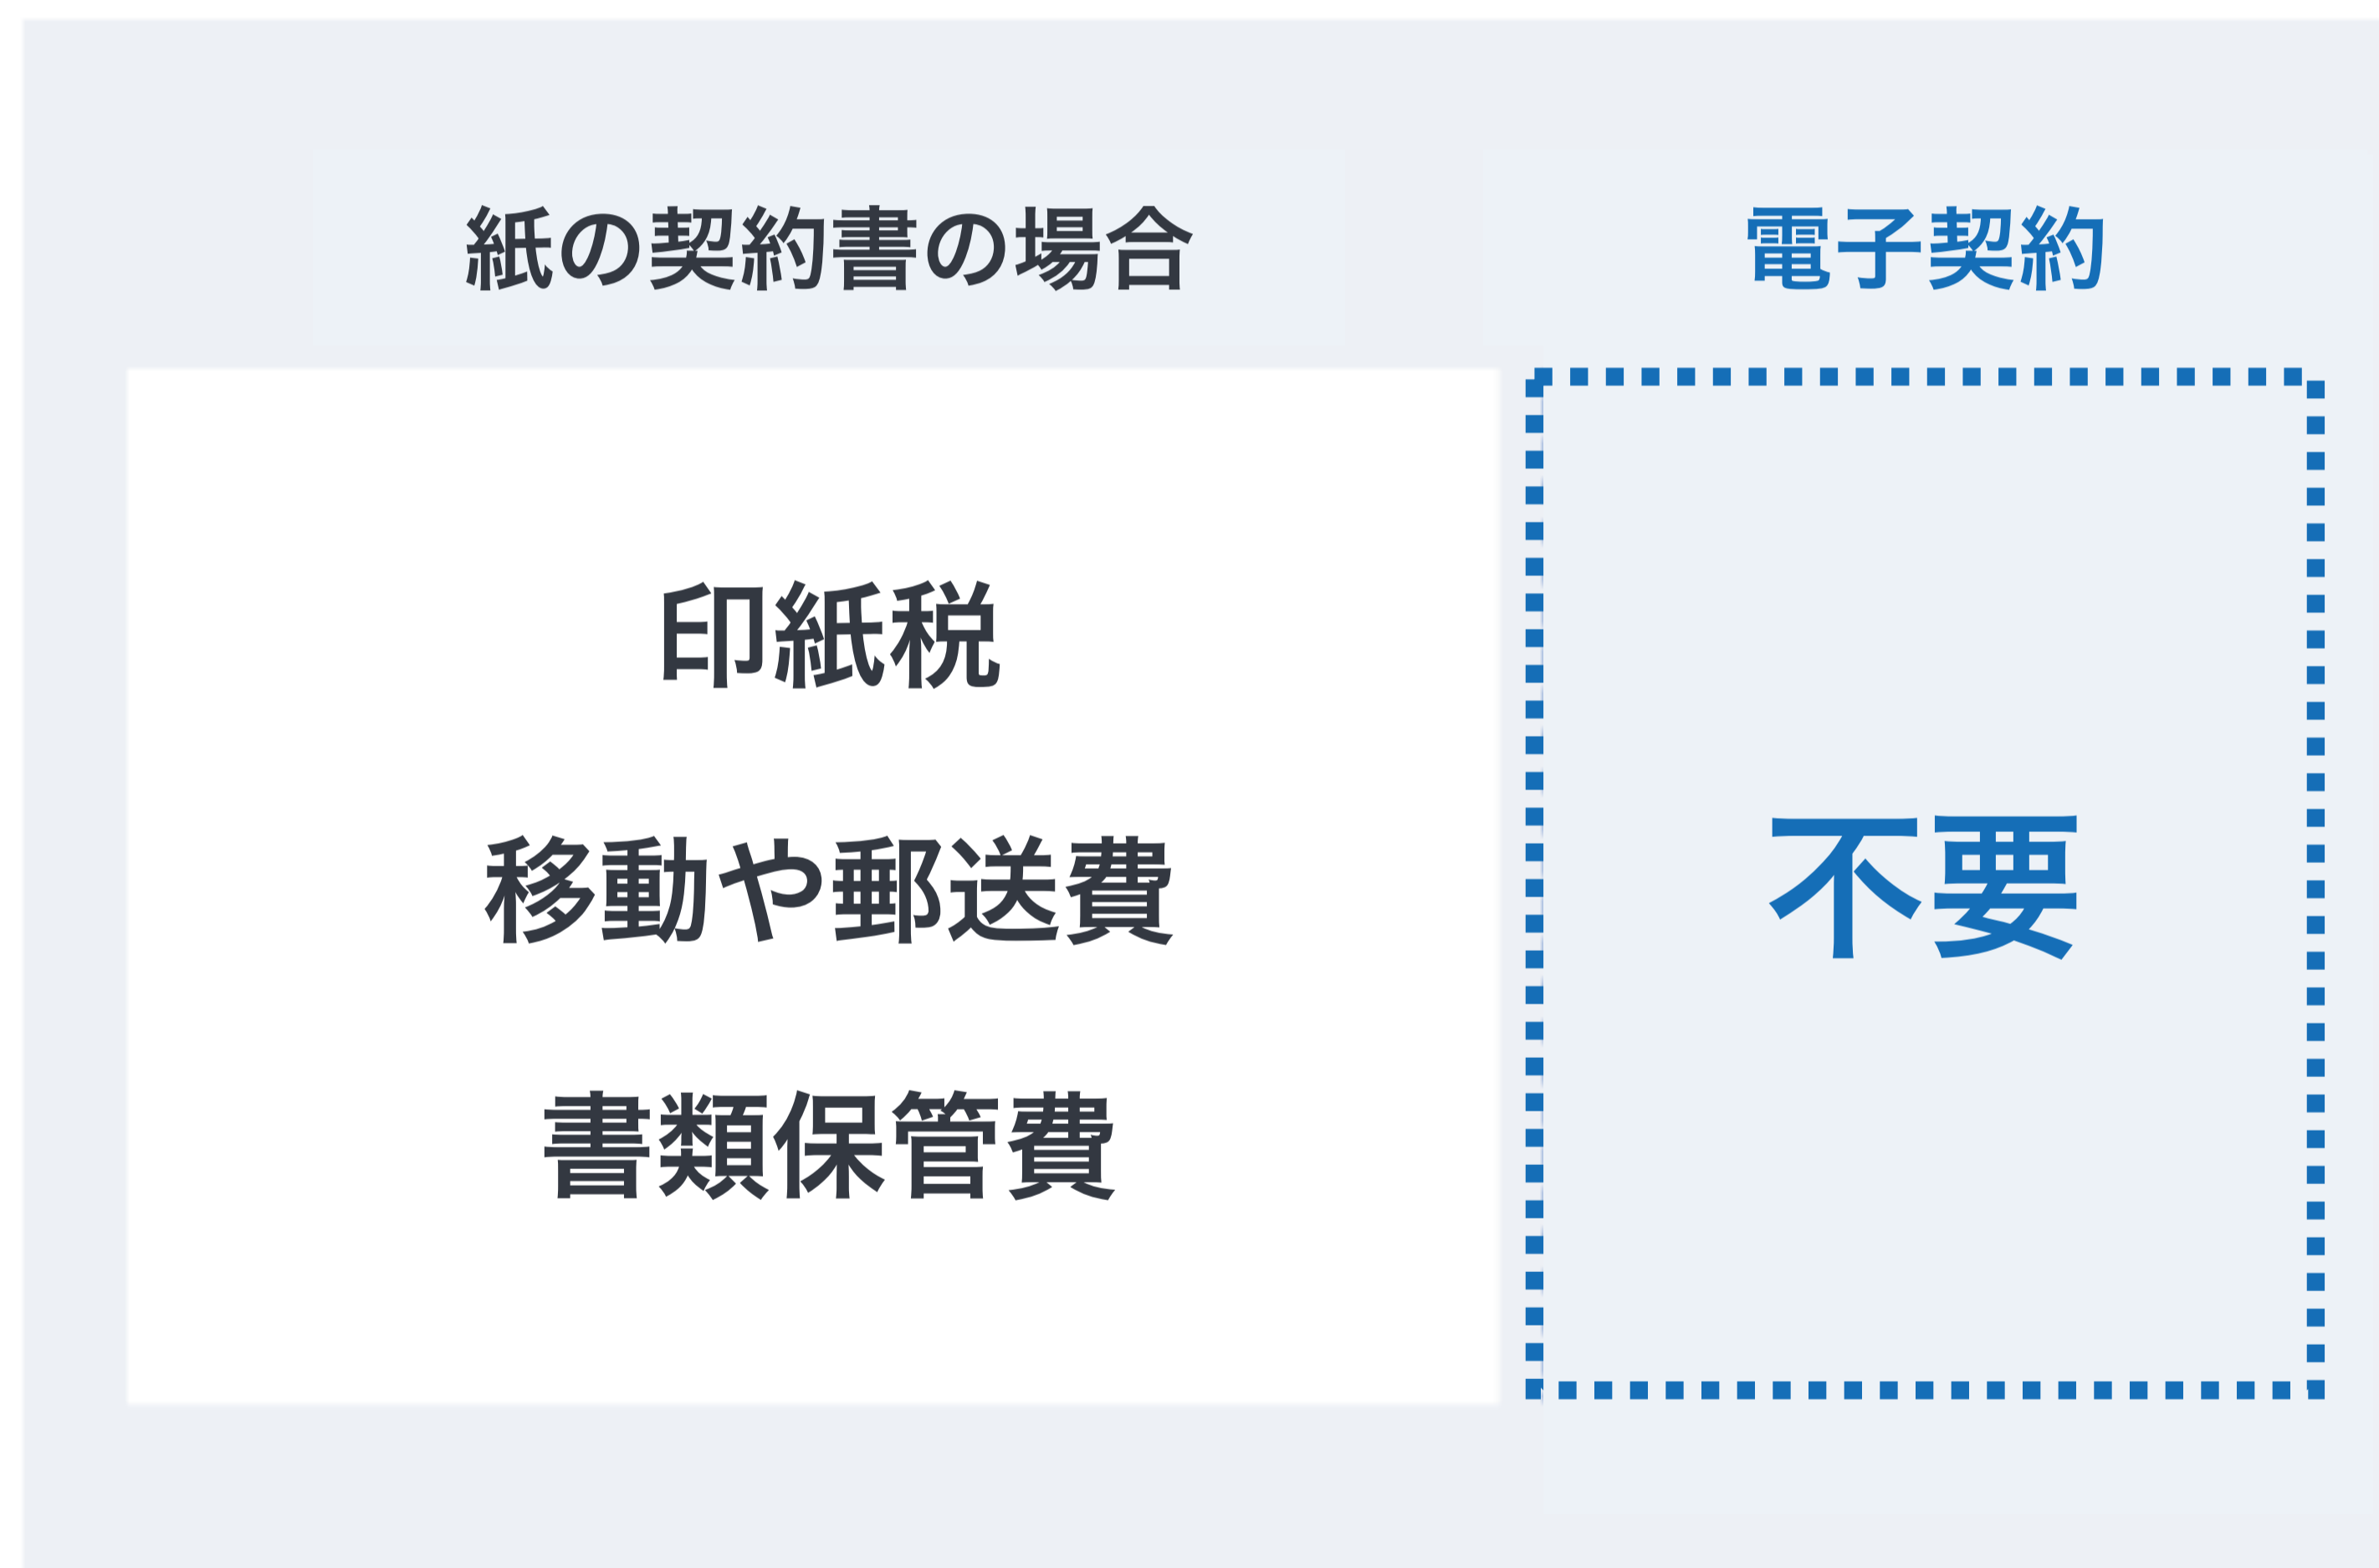 紙の契約書の場合
電子契約
印紙税
移動や郵送費
書類保管費
不要